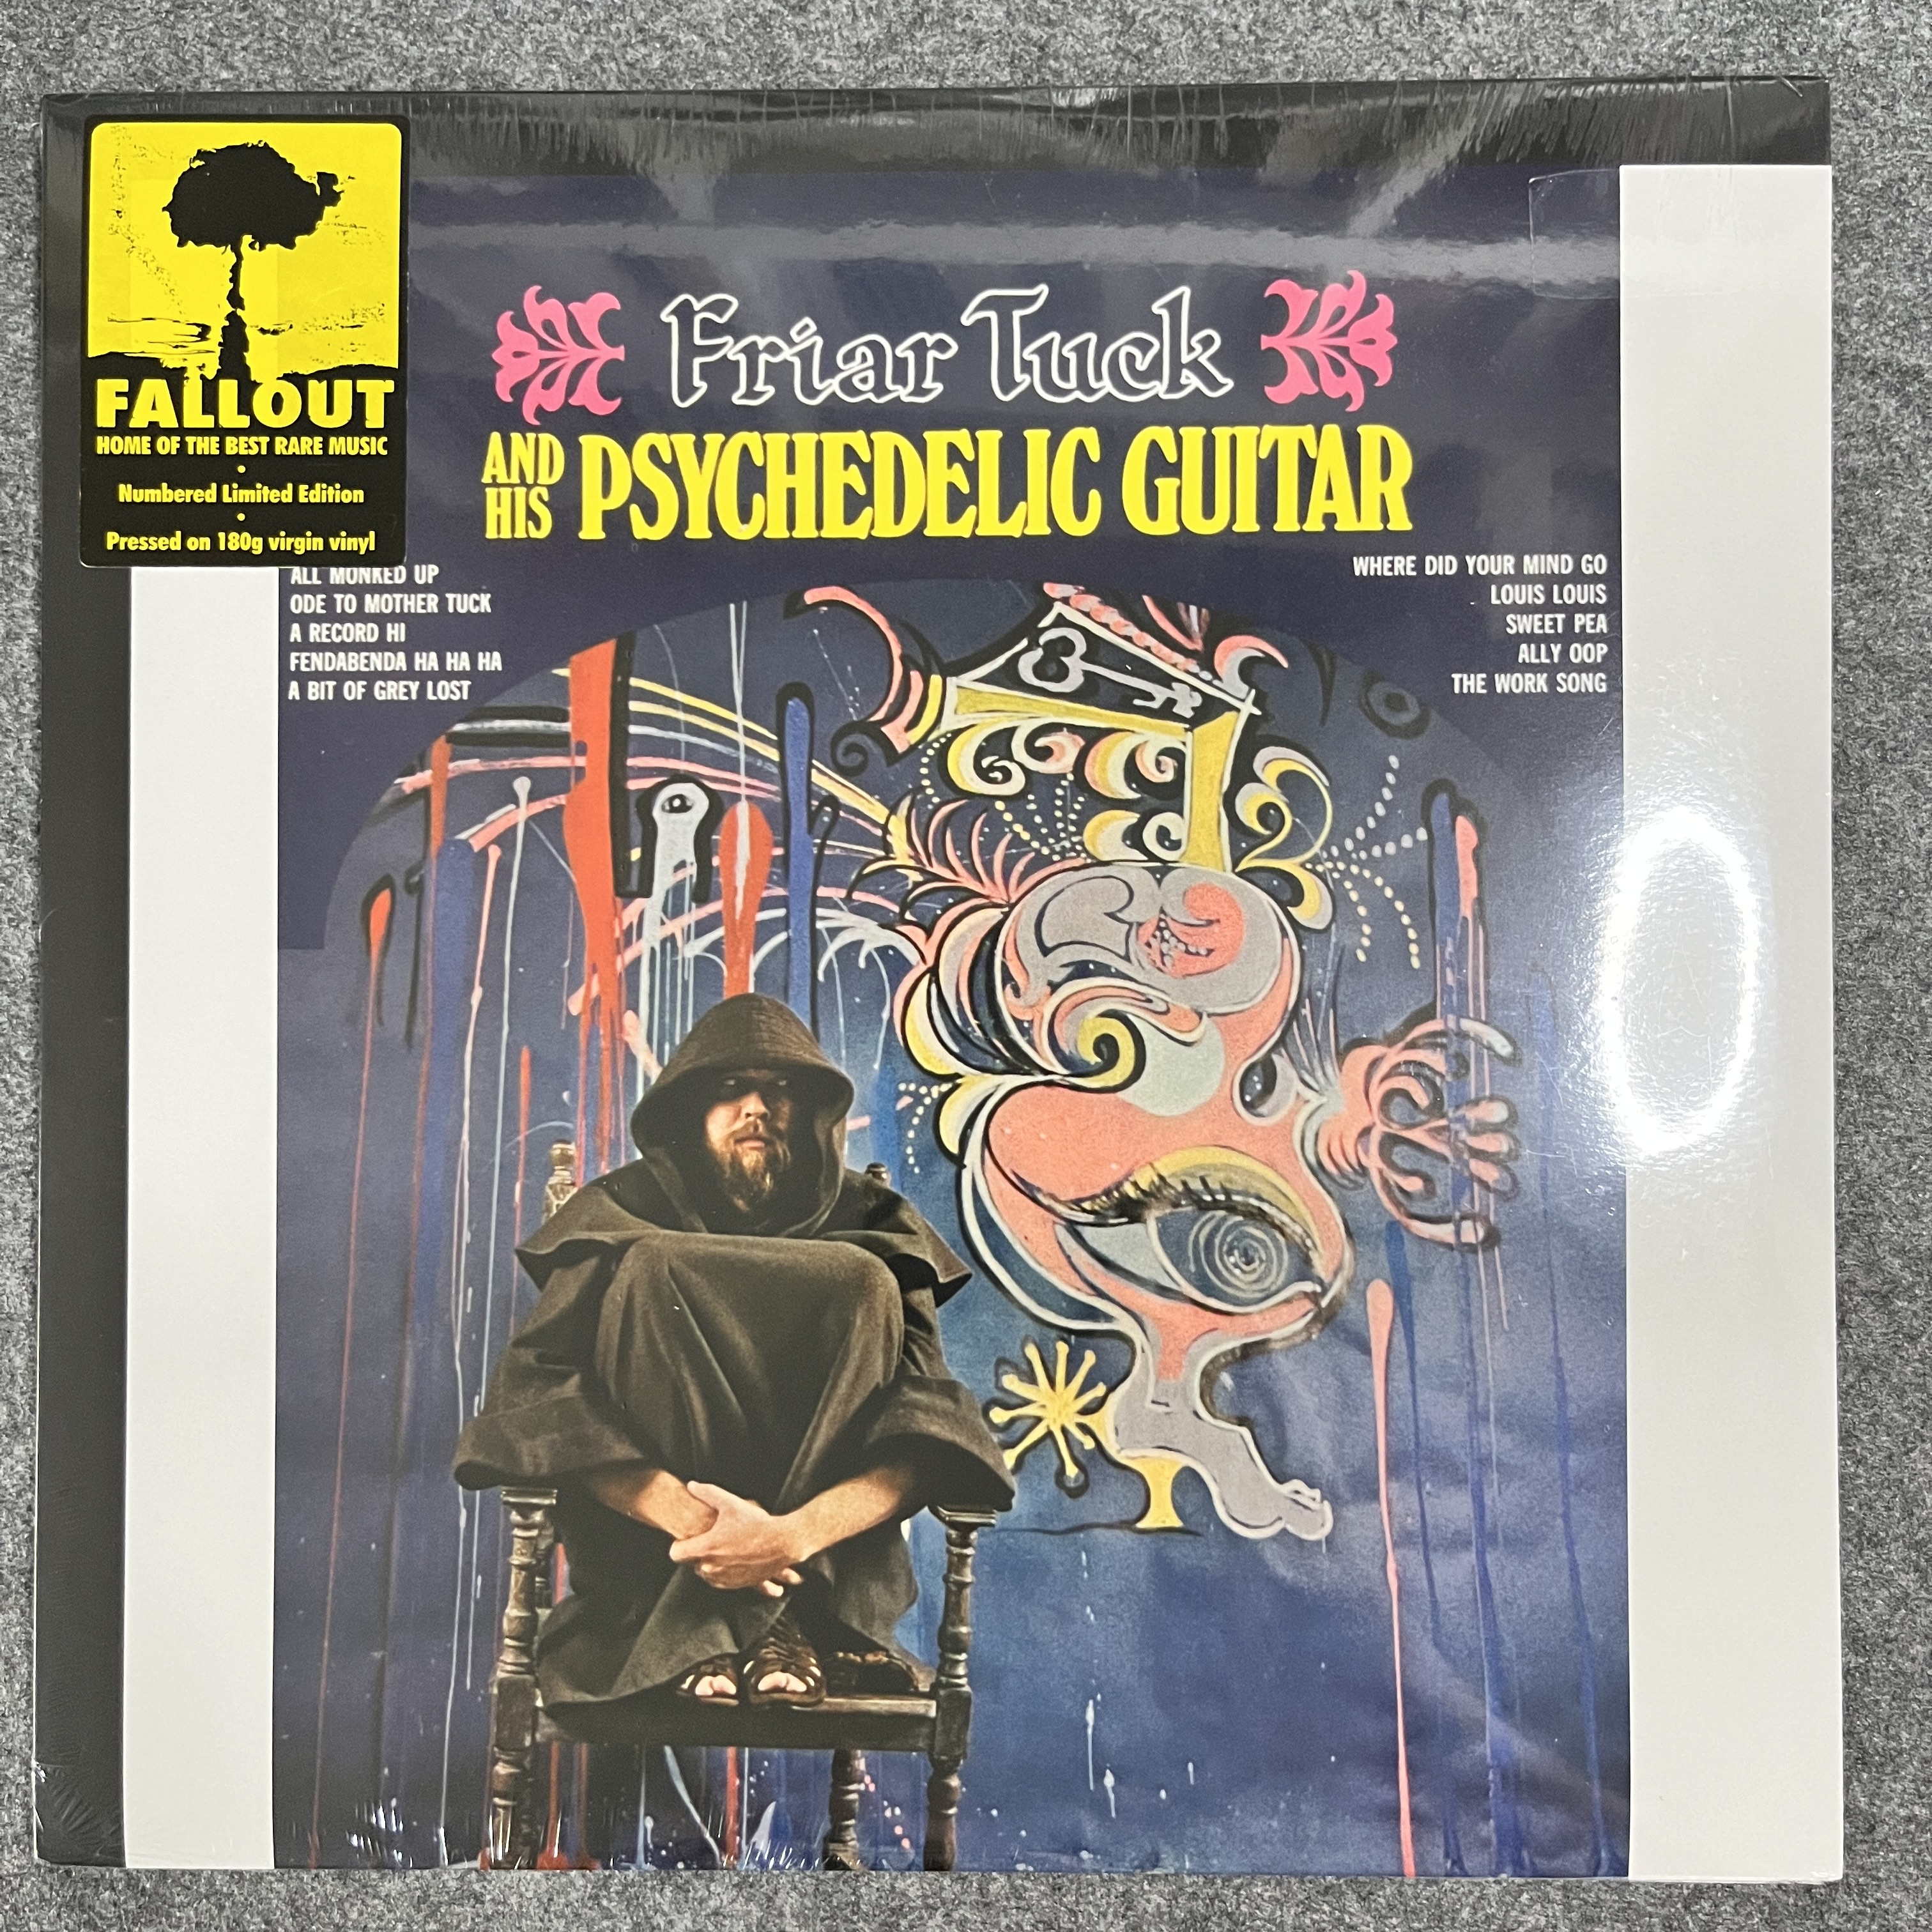 FALLOUT
HOME OF THE BEST RARE MUSIC
Numbered Limited Edition
Pressed on 180g virgin vinyl
Friar Tuck
AND HIS PSYCHEDELIC GUITAR
ALL MONKED UP
ODE TO MOTHER TUCK
A RECORD HI
FENDABENDA HA HA HA
A BIT OF GREY LOST
WHERE DID YOUR MIND GO
LOUIS LOUIS
SWEET PEA
ALLY OOP
THE WORK SONG